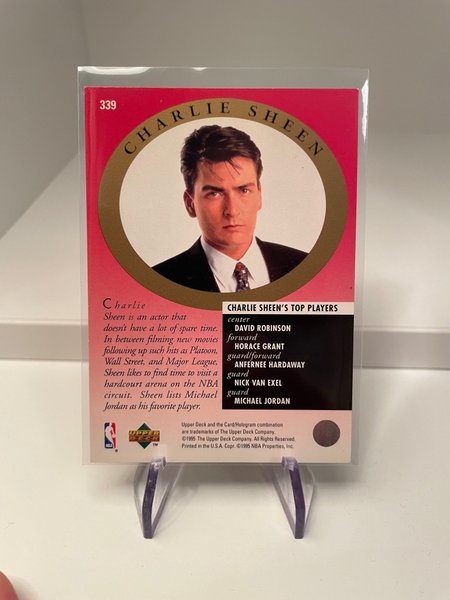 339
CHARLIE SHEEN
Charlie
Sheen is an actor that
doesn't have a lot of spare time.
In between filming new movies
following up such hits as Platoon,
Wall Street, and Major League,
Sheen likes to find time to visit a
hardcourt arena on the NBA
circuit. Sheen lists Michael
Jordan as his favorite player.
CHARLIE SHEEN'S TOP PLAYERS
center
DAVID ROBINSON
forward
HORACE GRANT
guard/forward
ANFERNEE HARDAWAY
guard
NICK VAN EXEL
guard
MICHAEL JORDAN
NBA
UPPER DECK
Upper Deck and the Card/Hologram combination
are trademarks of The Upper Deck Company.
©1995 The Upper Deck Company. All Rights Reserved.
Printed in the U.S.A. Copr. ©1995 NBA Properties, Inc.